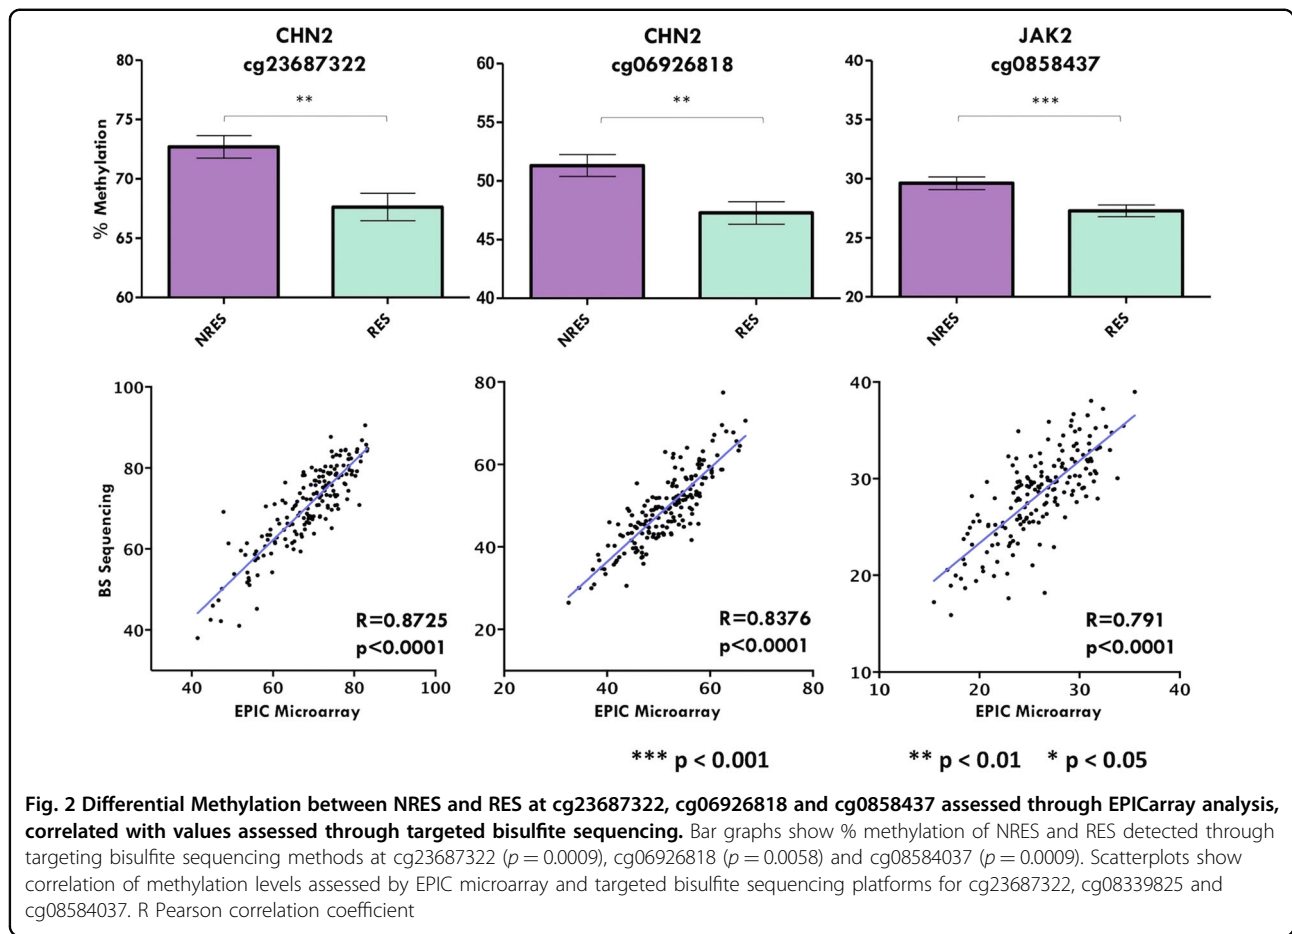 CHN2
cg23687322
80
75
70
65
60
% Methylation
**
NRES
RES
CHN2
cg06926818
60
55
50
45
40
**
NRES
RES
JAK2
cg0858437
40
35
30
25
20
***
NRES
RES
100
80
60
40
BS Sequencing
R=0.8725
p<0.0001
40 60 80 100
EPIC Microarray
80
60
40
20
R=0.8376
p<0.0001
20 40 60 80
EPIC Microarray
40
30
20
10
R=0.791
p<0.0001
10 20 30 40
EPIC Microarray
*** p < 0.001 ** p < 0.01 * p < 0.05
Fig. 2 Differential Methylation between NRES and RES at cg23687322, cg06926818 and cg0858437 assessed through EPICarray analysis,
correlated with values assessed through targeted bisulfite sequencing. Bar graphs show % methylation of NRES and RES detected through
targeting bisulfite sequencing methods at cg23687322 (p = 0.0009), cg06926818 (p = 0.0058) and cg08584037 (p = 0.0009). Scatterplots show
correlation of methylation levels assessed by EPIC microarray and targeted bisulfite sequencing platforms for cg23687322, cg08339825 and
cg08584037. R Pearson correlation coefficient